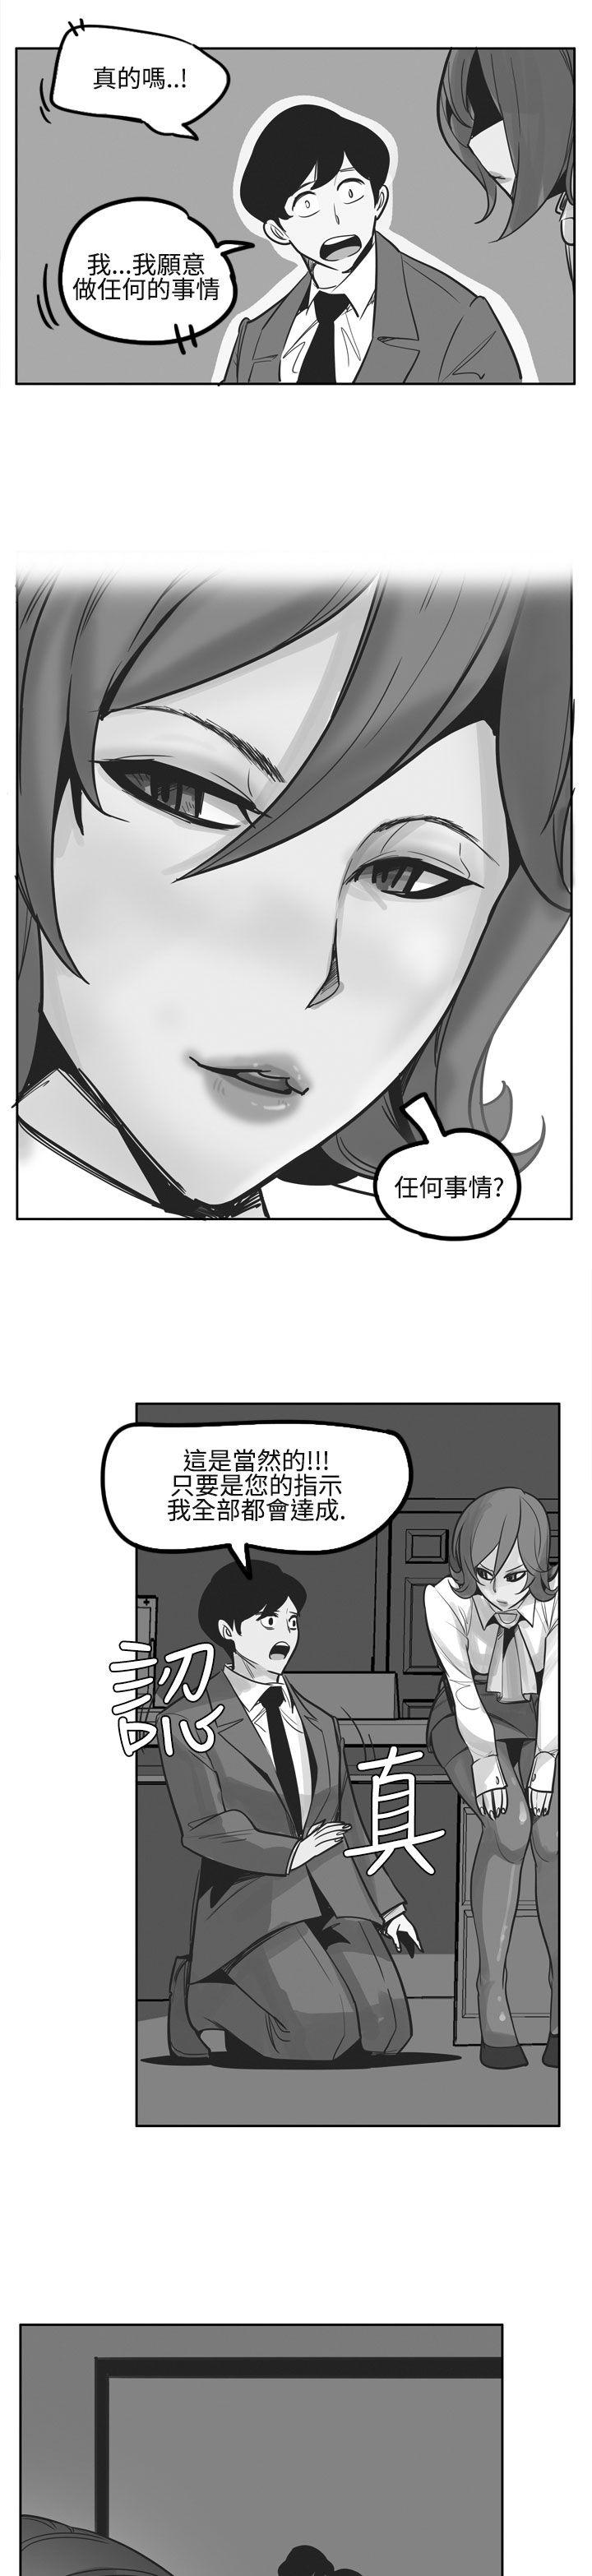 真的嗎..!
我...我願意
做任何的事情
任何事情?
這是當然的!!!
只要是您的指示
我全部都會達成.
認
真